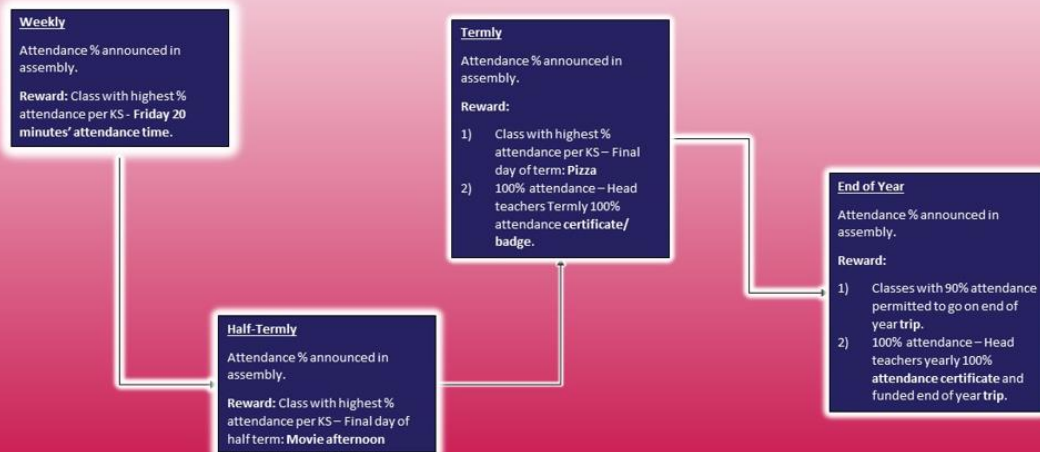 Weekly
Attendance % announced in
assembly.
Reward: Class with highest %
attendance per KS - Friday 20
minutes’ attendance time.
Half-Termly
Attendance % announced in
assembly.
Reward: Class with highest %
attendance per KS – Final day of
half term: Movie afternoon
Termly
Attendance % announced in
assembly.
Reward:
1) Class with highest %
attendance per KS – Final
day of term: Pizza
2) 100% attendance – Head
teachers Termly 100%
attendance certificate/
badge.
End of Year
Attendance % announced in
assembly.
Reward:
1) Classes with 90% attendance
permitted to go on end of
year trip.
2) 100% attendance – Head
teachers yearly 100%
attendance certificate and
funded end of year trip.